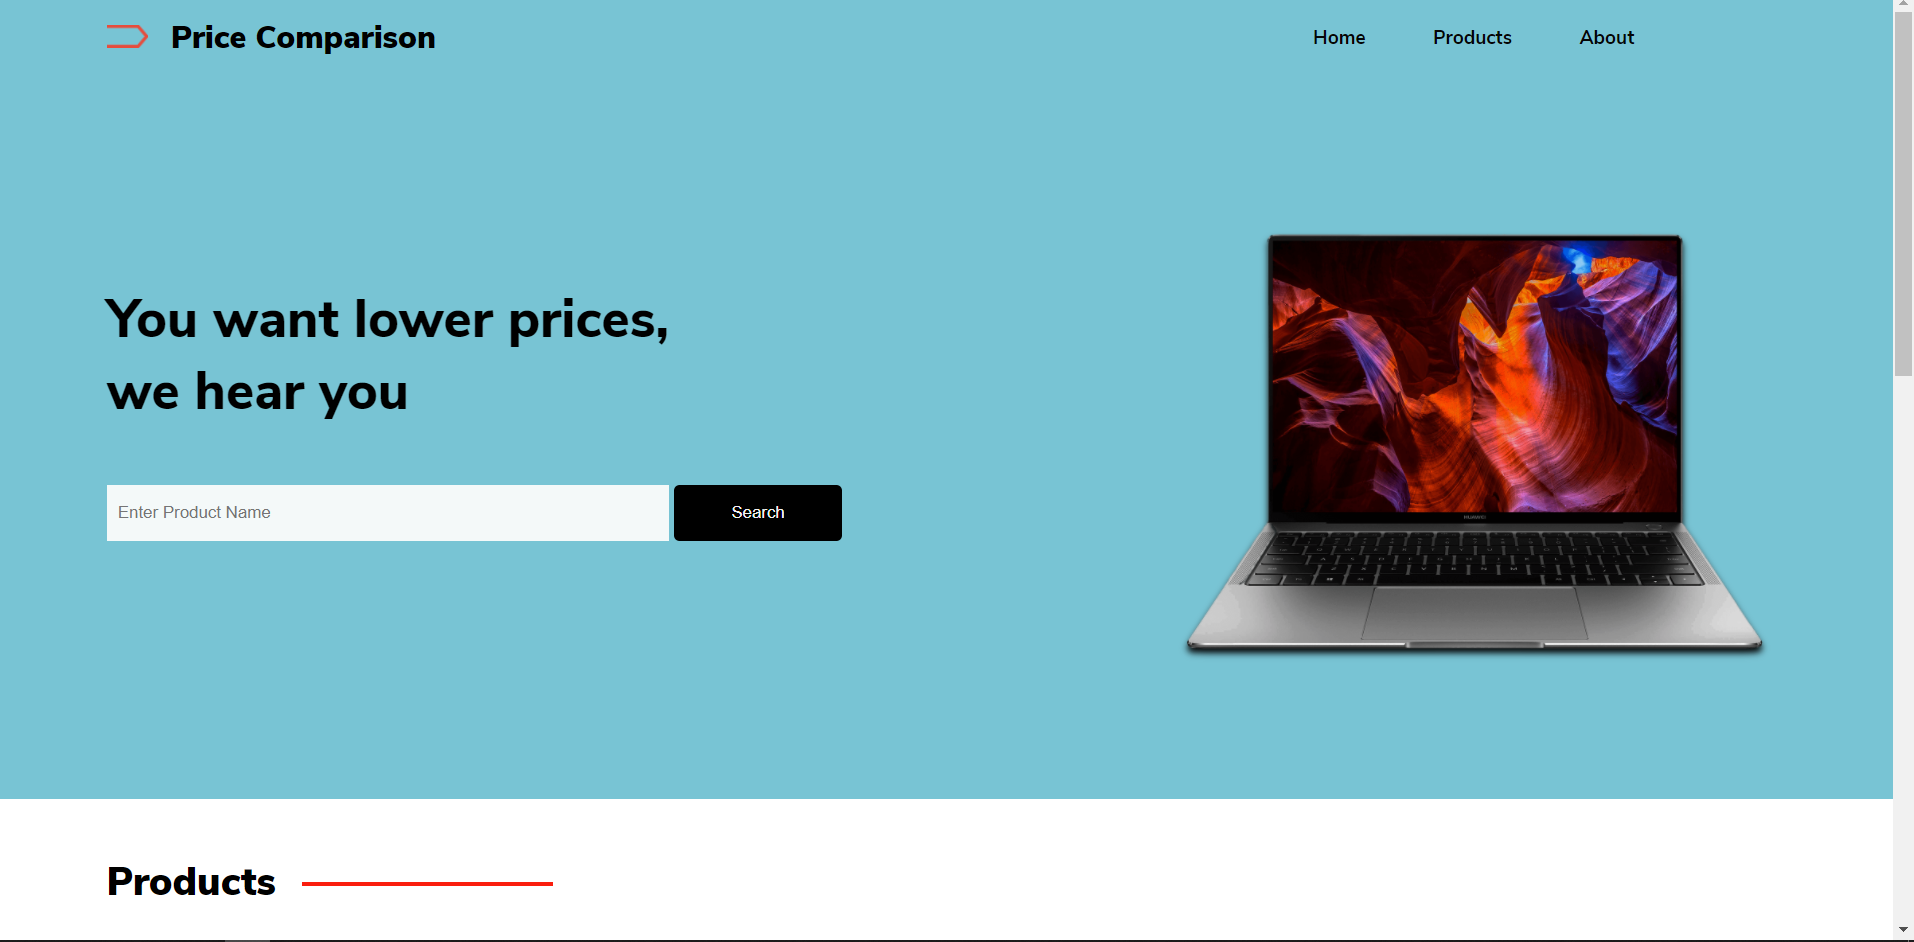 Price Comparison
Home
Products
About
You want lower prices,
we hear you
Enter Product Name
Search
HUAWEI
Products